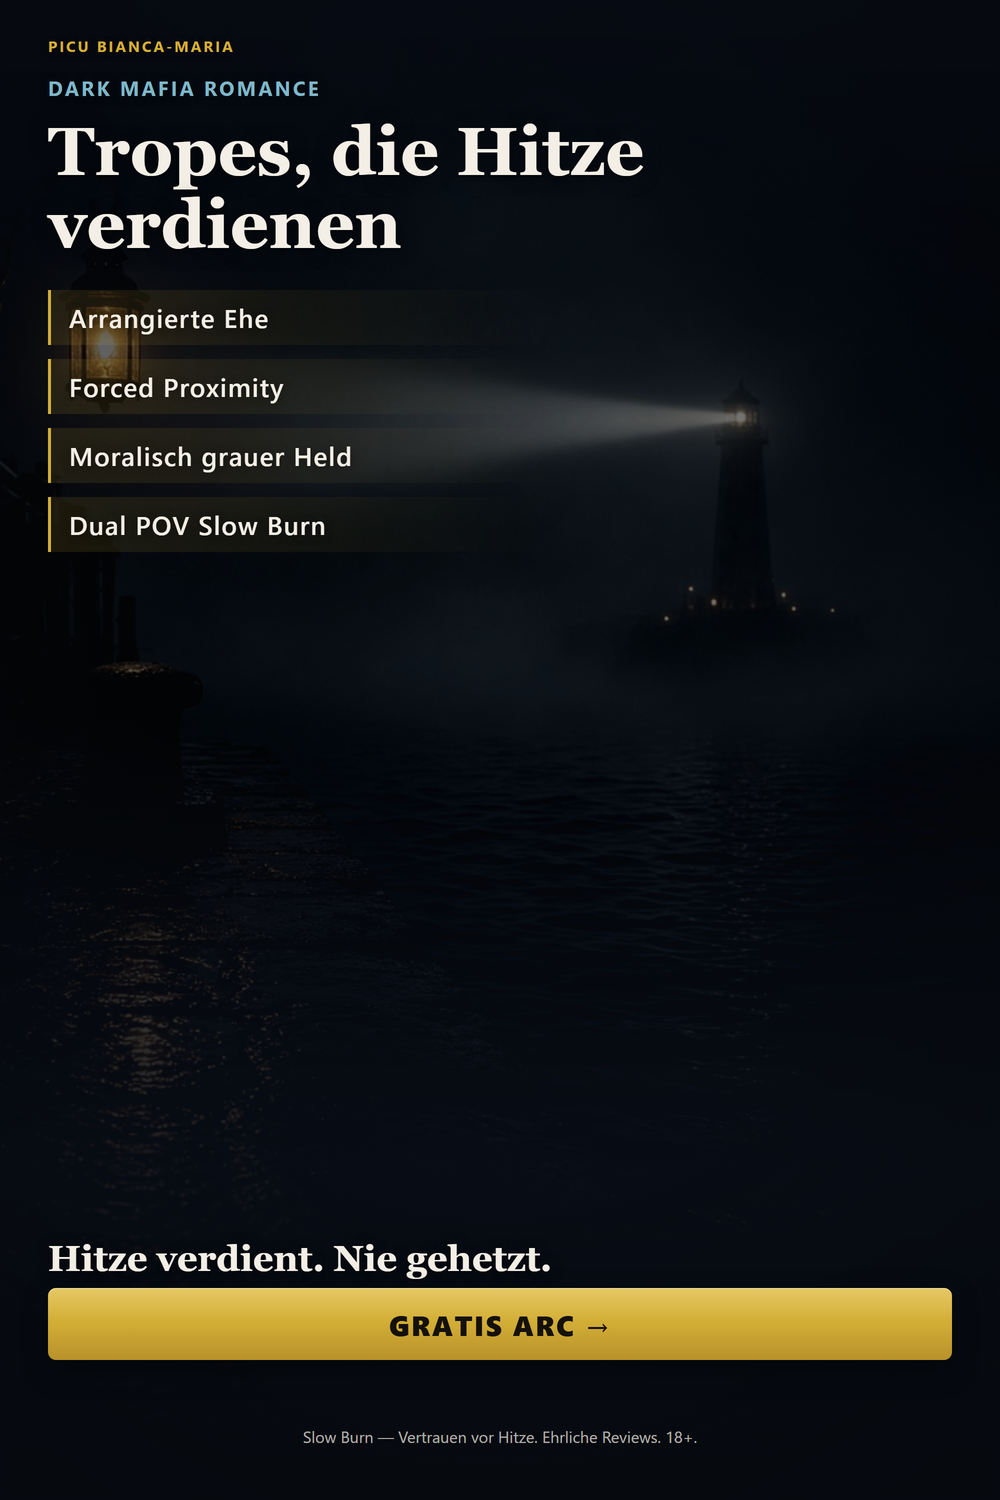 PICU BIANCA-MARIA
DARK MAFIA ROMANCE
Tropes, die Hitze
verdienen
Arrangierte Ehe
Forced Proximity
Moralisch grauer Held
Dual POV Slow Burn
Hitze verdient. Nie gehetzt.
GRATIS ARC →
Slow Burn — Vertrauen vor Hitze. Ehrliche Reviews. 18+.